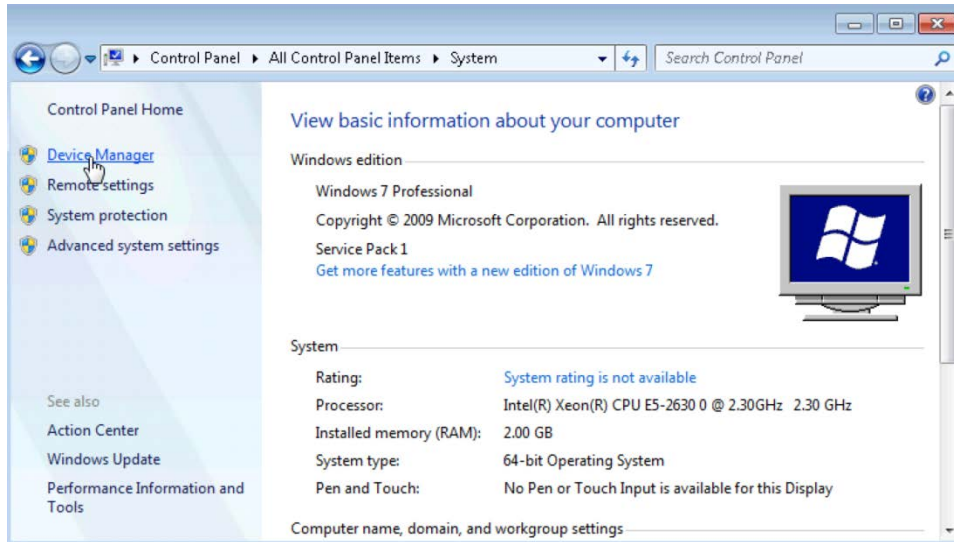 Control Panel ▸ All Control Panel Items ▸ System
Search Control Panel
Control Panel Home
Device Manager
Remote settings
System protection
Advanced system settings
See also
Action Center
Windows Update
Performance Information and
Tools
View basic information about your computer
Windows edition
Windows 7 Professional
Copyright © 2009 Microsoft Corporation. All rights reserved.
Service Pack 1
Get more features with a new edition of Windows 7
System
Rating: System rating is not available
Processor: Intel(R) Xeon(R) CPU E5-2630 0 @ 2.30GHz 2.30 GHz
Installed memory (RAM): 2.00 GB
System type: 64-bit Operating System
Pen and Touch: No Pen or Touch Input is available for this Display
Computer name, domain, and workgroup settings